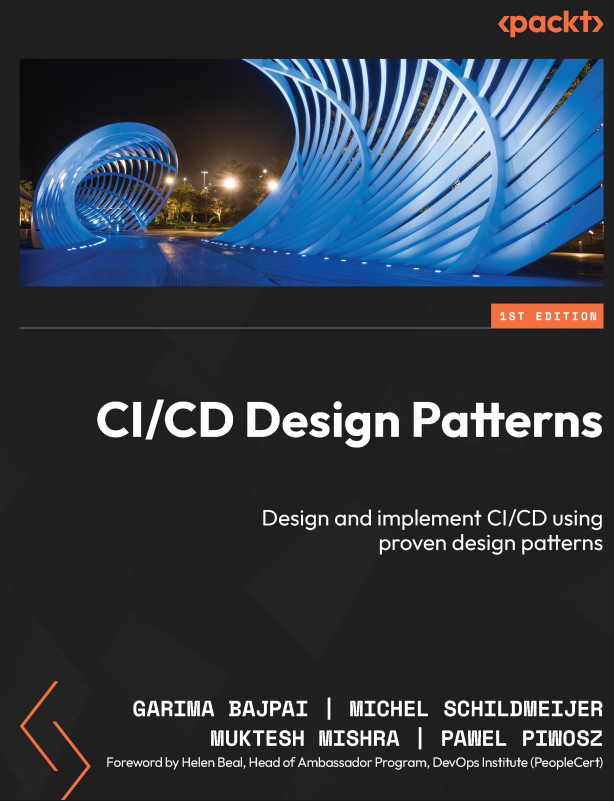 <packt>
1ST EDITION
CI/CD Design Patterns
Design and implement CI/CD using
proven design patterns
GARIMA BAJPAI | MICHEL SCHILDMEIJER
MUKTESH MISHRA | PAWEL PIWOSZ
Foreword by Helen Beal, Head of Ambassador Program, DevOps Institute (PeopleCert)